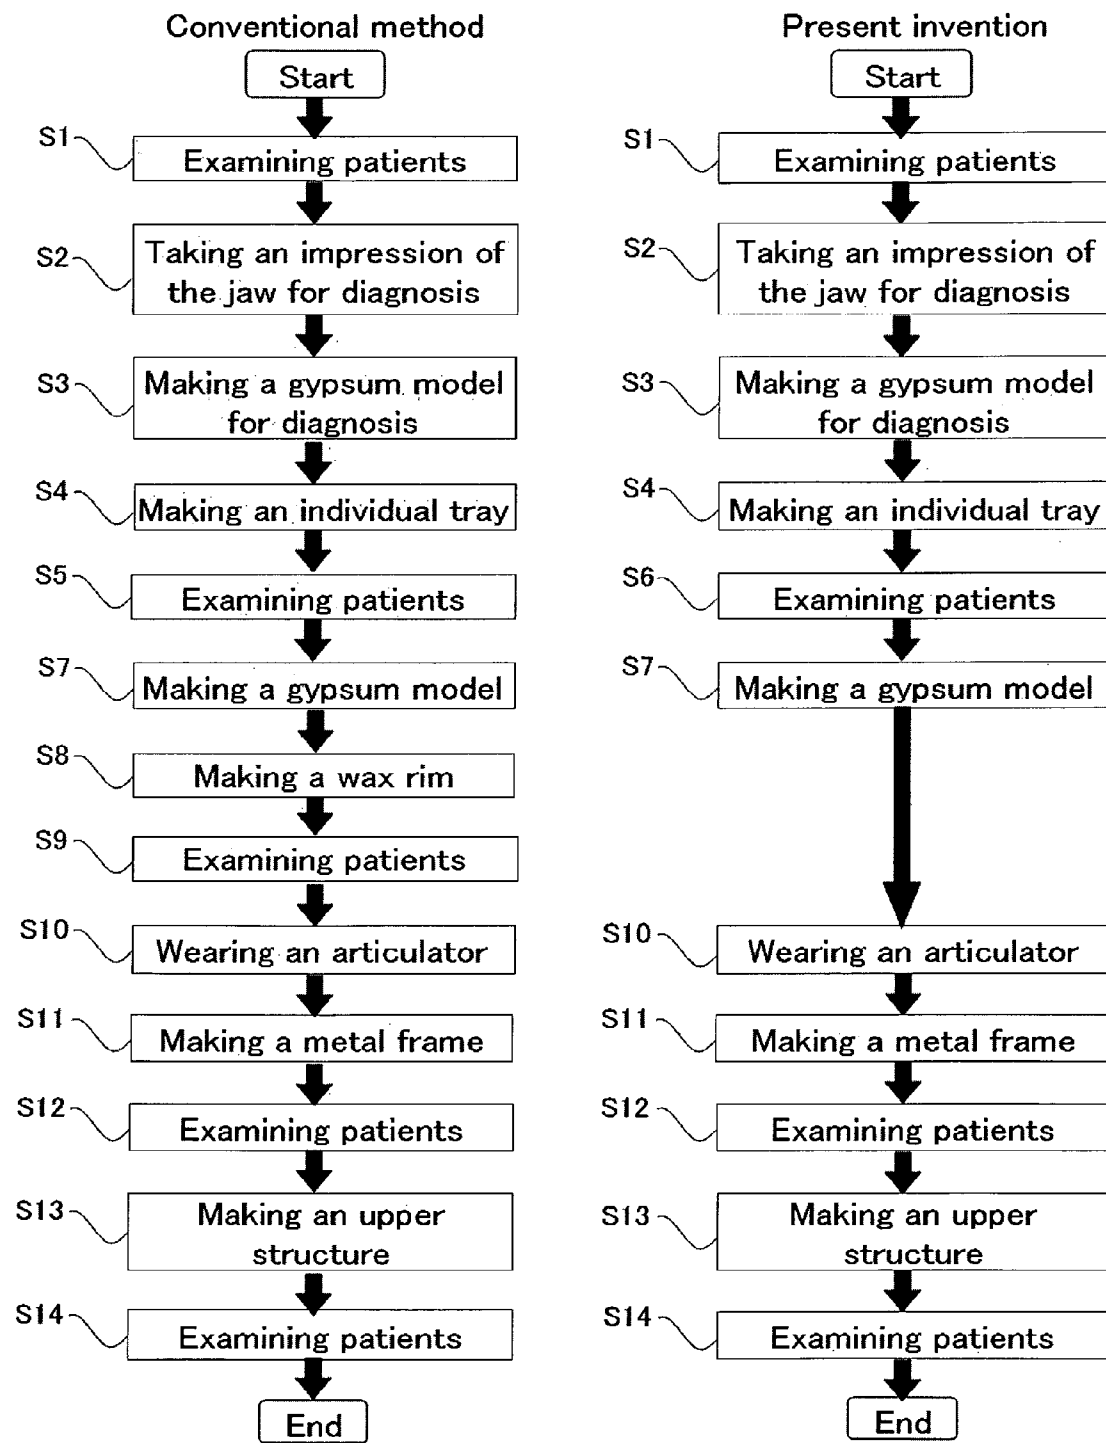 Conventional method
Start
S1
Examining patients
S2
Taking an impression of
the jaw for diagnosis
S3
Making a gypsum model
for diagnosis
S4
Making an individual tray
S5
Examining patients
S7
Making a gypsum model
S8
Making a wax rim
S9
Examining patients
S10
Wearing an articulator
S11
Making a metal frame
S12
Examining patients
S13
Making an upper
structure
S14
Examining patients
End
Present invention
Start
S1
Examining patients
S2
Taking an impression of
the jaw for diagnosis
S3
Making a gypsum model
for diagnosis
S4
Making an individual tray
S6
Examining patients
S7
Making a gypsum model
S10
Wearing an articulator
S11
Making a metal frame
S12
Examining patients
S13
Making an upper
structure
S14
Examining patients
End